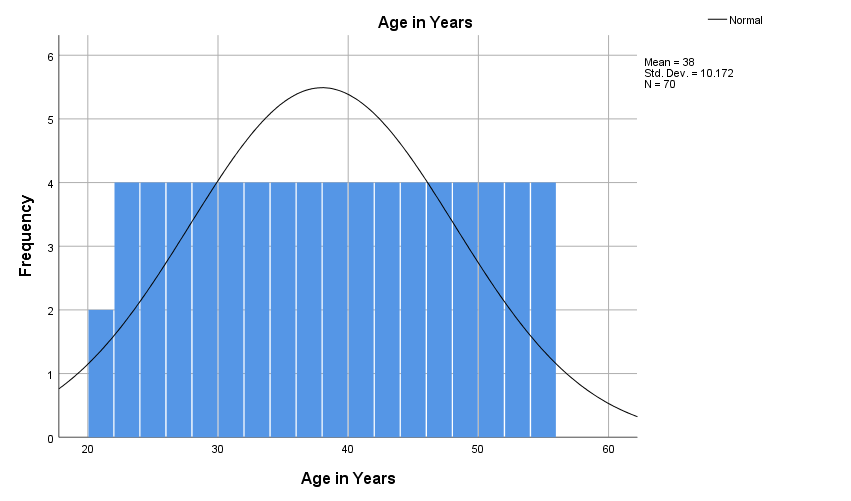 Age in Years
Normal
Mean = 38
Std. Dev. = 10.172
N = 70
6
5
4
3
2
1
0
Frequency
20 30 40 50 60
Age in Years